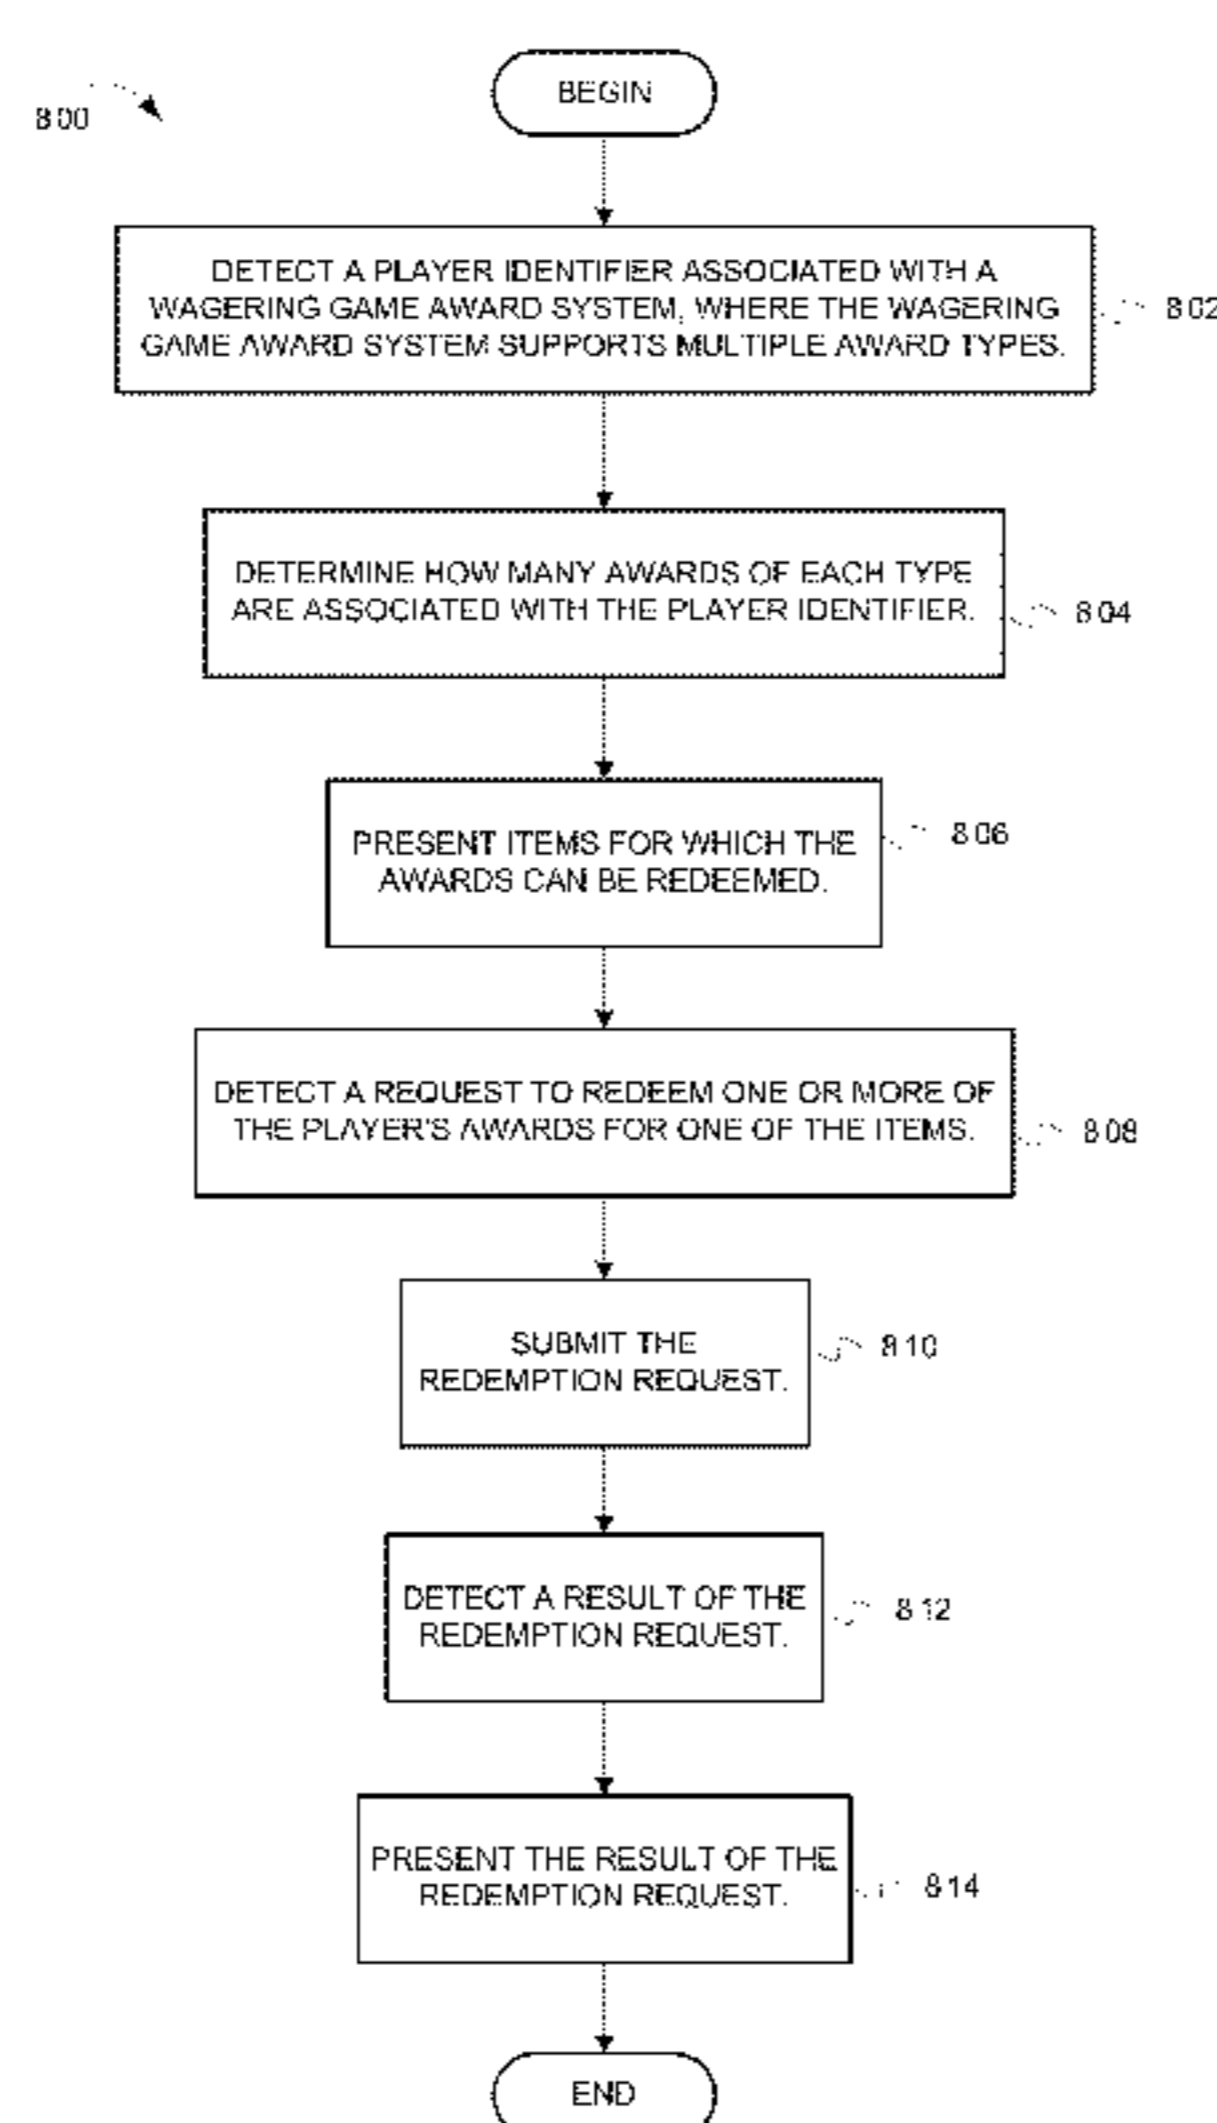 800
BEGIN
DETECT A PLAYER IDENTIFIER ASSOCIATED WITH A
WAGERING GAME AWARD SYSTEM, WHERE THE WAGERING
GAME AWARD SYSTEM SUPPORTS MULTIPLE AWARD TYPES.
802
DETERMINE HOW MANY AWARDS OF EACH TYPE
ARE ASSOCIATED WITH THE PLAYER IDENTIFIER.
804
PRESENT ITEMS FOR WHICH THE
AWARDS CAN BE REDEEMED.
806
DETECT A REQUEST TO REDEEM ONE OR MORE OF
THE PLAYER'S AWARDS FOR ONE OF THE ITEMS.
808
SUBMIT THE
REDEMPTION REQUEST.
810
DETECT A RESULT OF THE
REDEMPTION REQUEST.
812
PRESENT THE RESULT OF THE
REDEMPTION REQUEST.
814
END